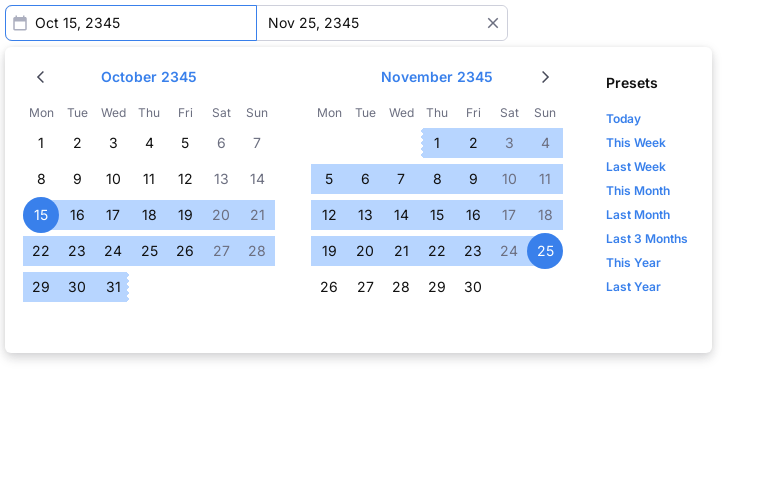 Oct 15, 2345 Nov 25, 2345
October 2345
Mon Tue Wed Thu Fri Sat Sun
1 2 3 4 5 6 7
8 9 10 11 12 13 14
15 16 17 18 19 20 21
22 23 24 25 26 27 28
29 30 31
November 2345
Mon Tue Wed Thu Fri Sat Sun
1 2 3 4
5 6 7 8 9 10 11
12 13 14 15 16 17 18
19 20 21 22 23 24 25
26 27 28 29 30
Presets
Today
This Week
Last Week
This Month
Last Month
Last 3 Months
This Year
Last Year